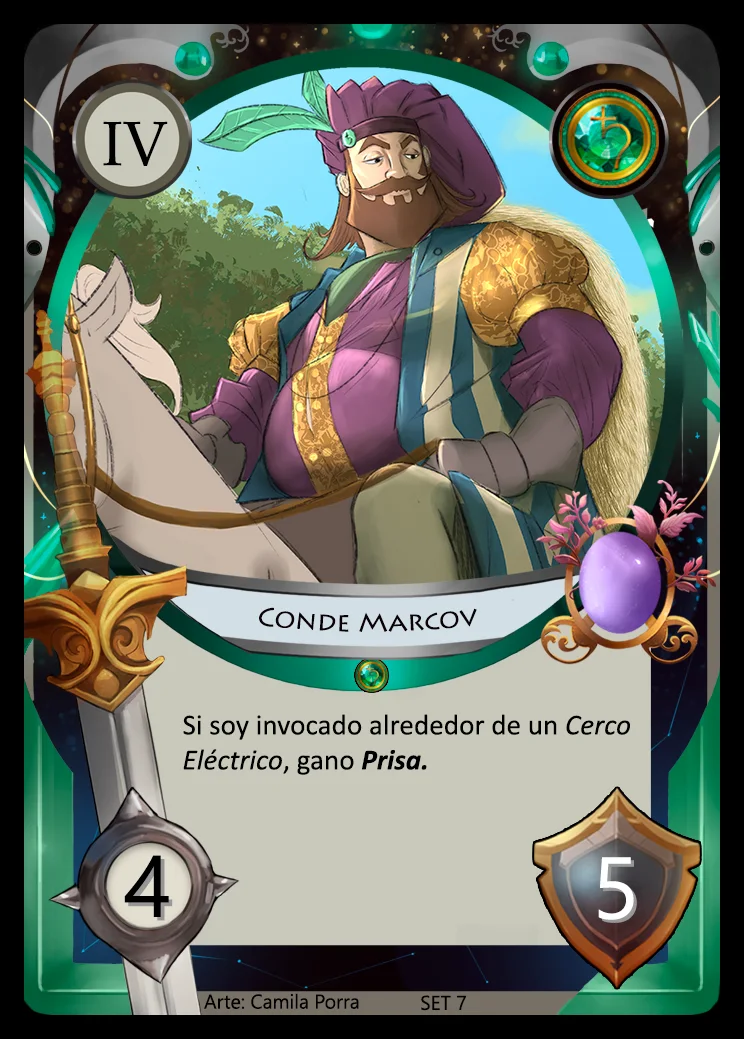 IV
CONDE MARCOV
Si soy invocado alrededor de un Cerco
Eléctrico, gano Prisa.
4
5
Arte: Camila Porra SET 7